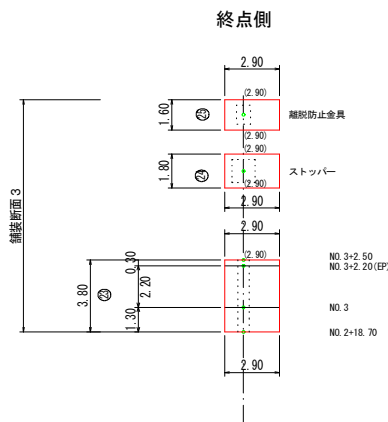 終点側
2.90
(2.90)
1.60
㉕
離脱防止金具
(2.90)
(2.90)
1.80
㉔
ストッパー
(2.90)
2.90
舗装断面3
2.90
(2.90)
NO.3+2.50
0.30
NO.3+2.20(EP)
3.80
㉓
2.20
NO.3
1.30
NO.2+18.70
2.90